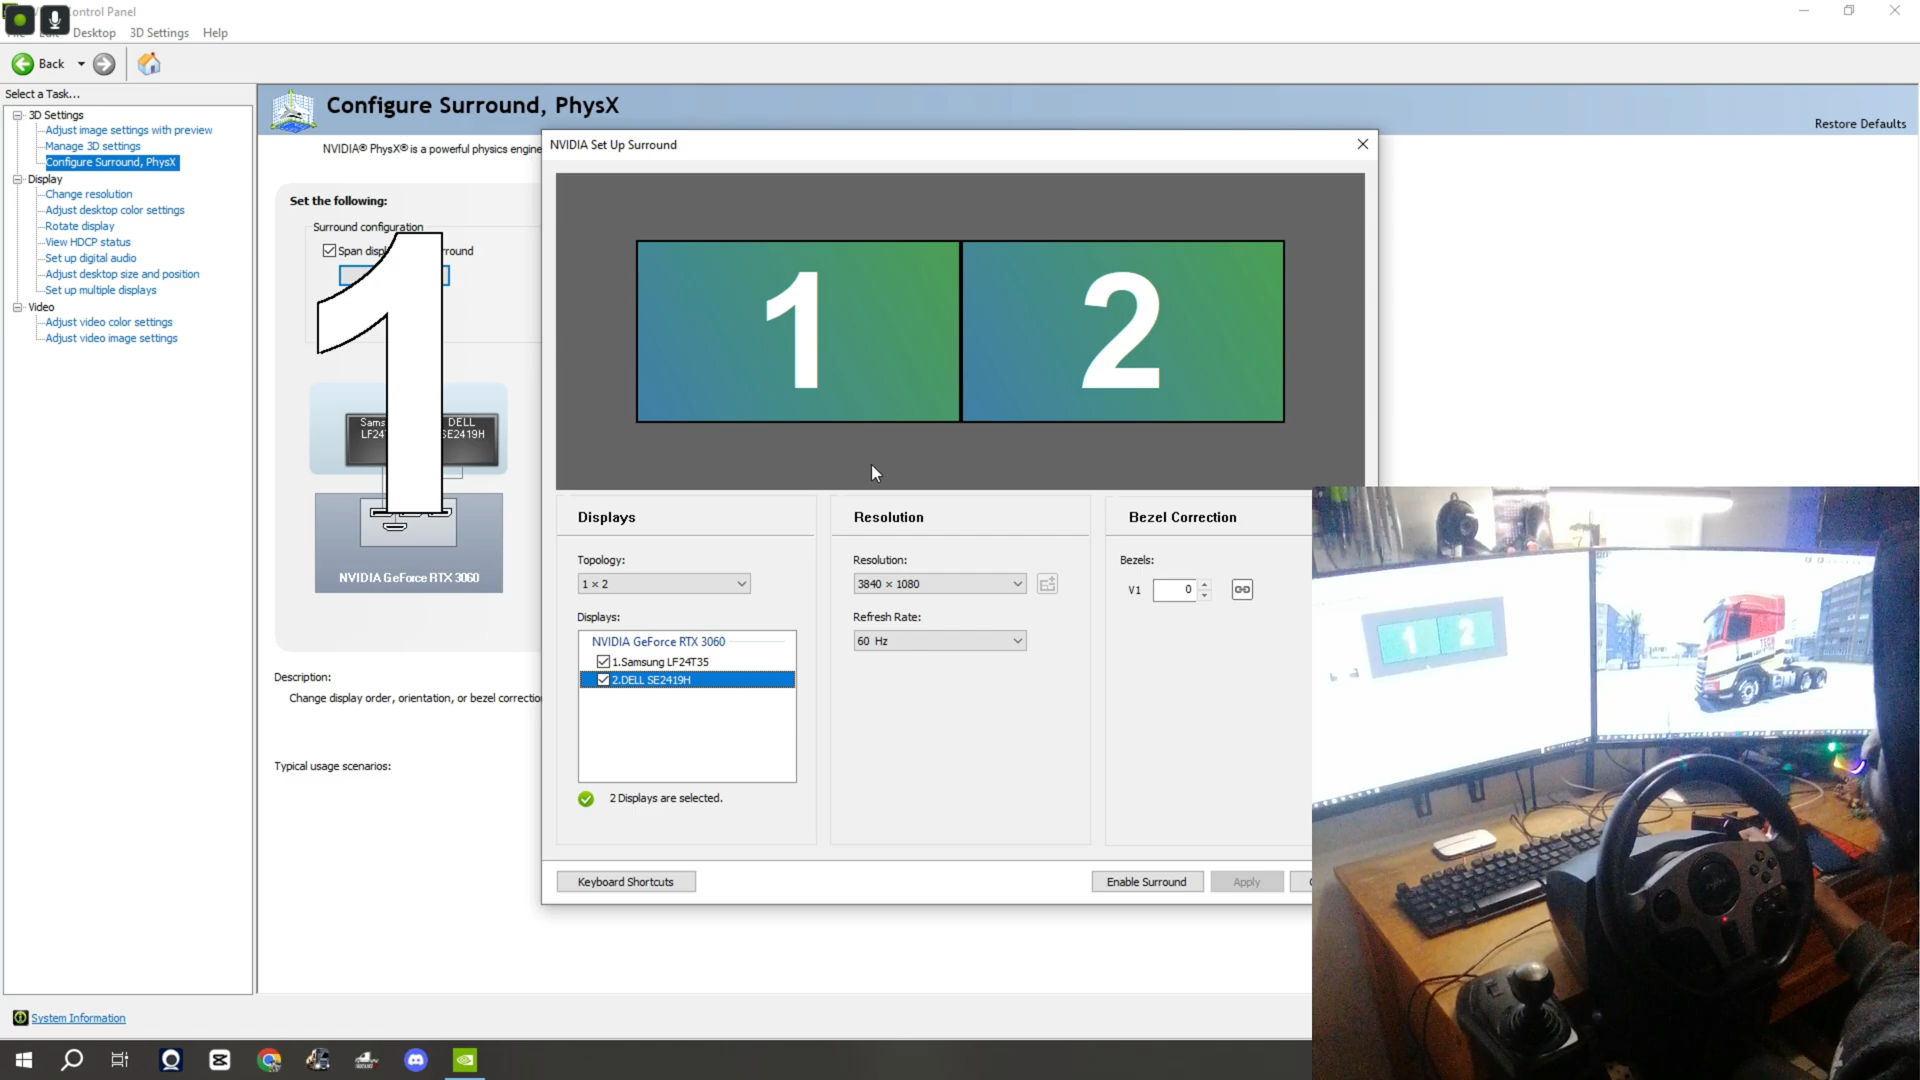 ontrol Panel
Desktop 3D Settings Help
Back
Select a Task...
3D Settings
Adjust image settings with preview
Manage 3D settings
Configure Surround, PhysX
Display
Change resolution
Adjust desktop color settings
Rotate display
View HDCP status
Set up digital audio
Adjust desktop size and position
Set up multiple displays
Video
Adjust video color settings
Adjust video image settings
System Information
Configure Surround, PhysX
Restore Defaults
NVIDIA® PhysX® is a powerful physics engine
Set the following:
Surround configuration
Span disp
rround
1
Sams
LF24
DELL
SE2419H
NVIDIA GeForce RTX 3060
Description:
Change display order, orientation, or bezel correctio
Typical usage scenarios:
NVIDIA Set Up Surround
1 2
Displays
Topology:
1 × 2
Displays:
NVIDIA GeForce RTX 3060
1.Samsung LF24T35
2.DELL SE2419H
2 Displays are selected.
Resolution
Resolution:
3840 × 1080
Refresh Rate:
60 Hz
Bezel Correction
Bezels:
V1 0
Keyboard Shortcuts
Enable Surround
Apply
1 2